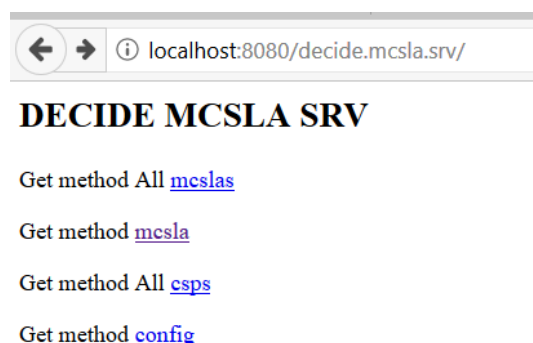 localhost:8080/decide.mcsla.srv/
DECIDE MCSLA SRV
Get method All mcslas
Get method mcsla
Get method All csps
Get method config